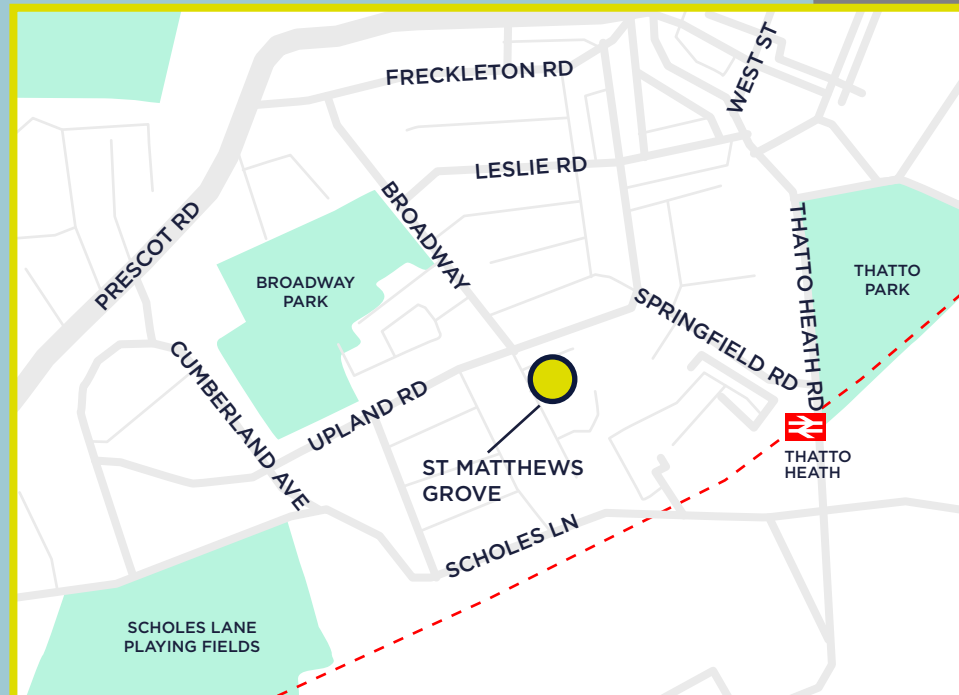 FRECKLETON RD
WEST ST
LESLIE RD
BROADWAY
PRESCOT RD
THATTO HEATH RD
BROADWAY
PARK
THATTO
PARK
SPRINGFIELD RD
CUMBERLAND AVE
UPLAND RD
ST MATTHEWS
GROVE
THATTO
HEATH
SCHOLES LN
SCHOLES LANE
PLAYING FIELDS